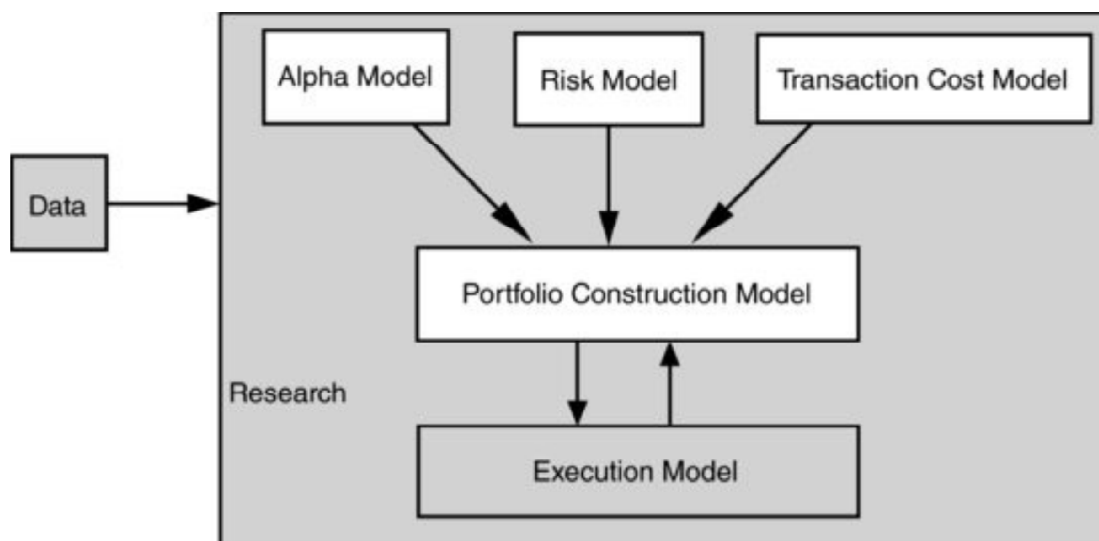 Alpha Model
Risk Model
Transaction Cost Model
Data
Portfolio Construction Model
Research
Execution Model